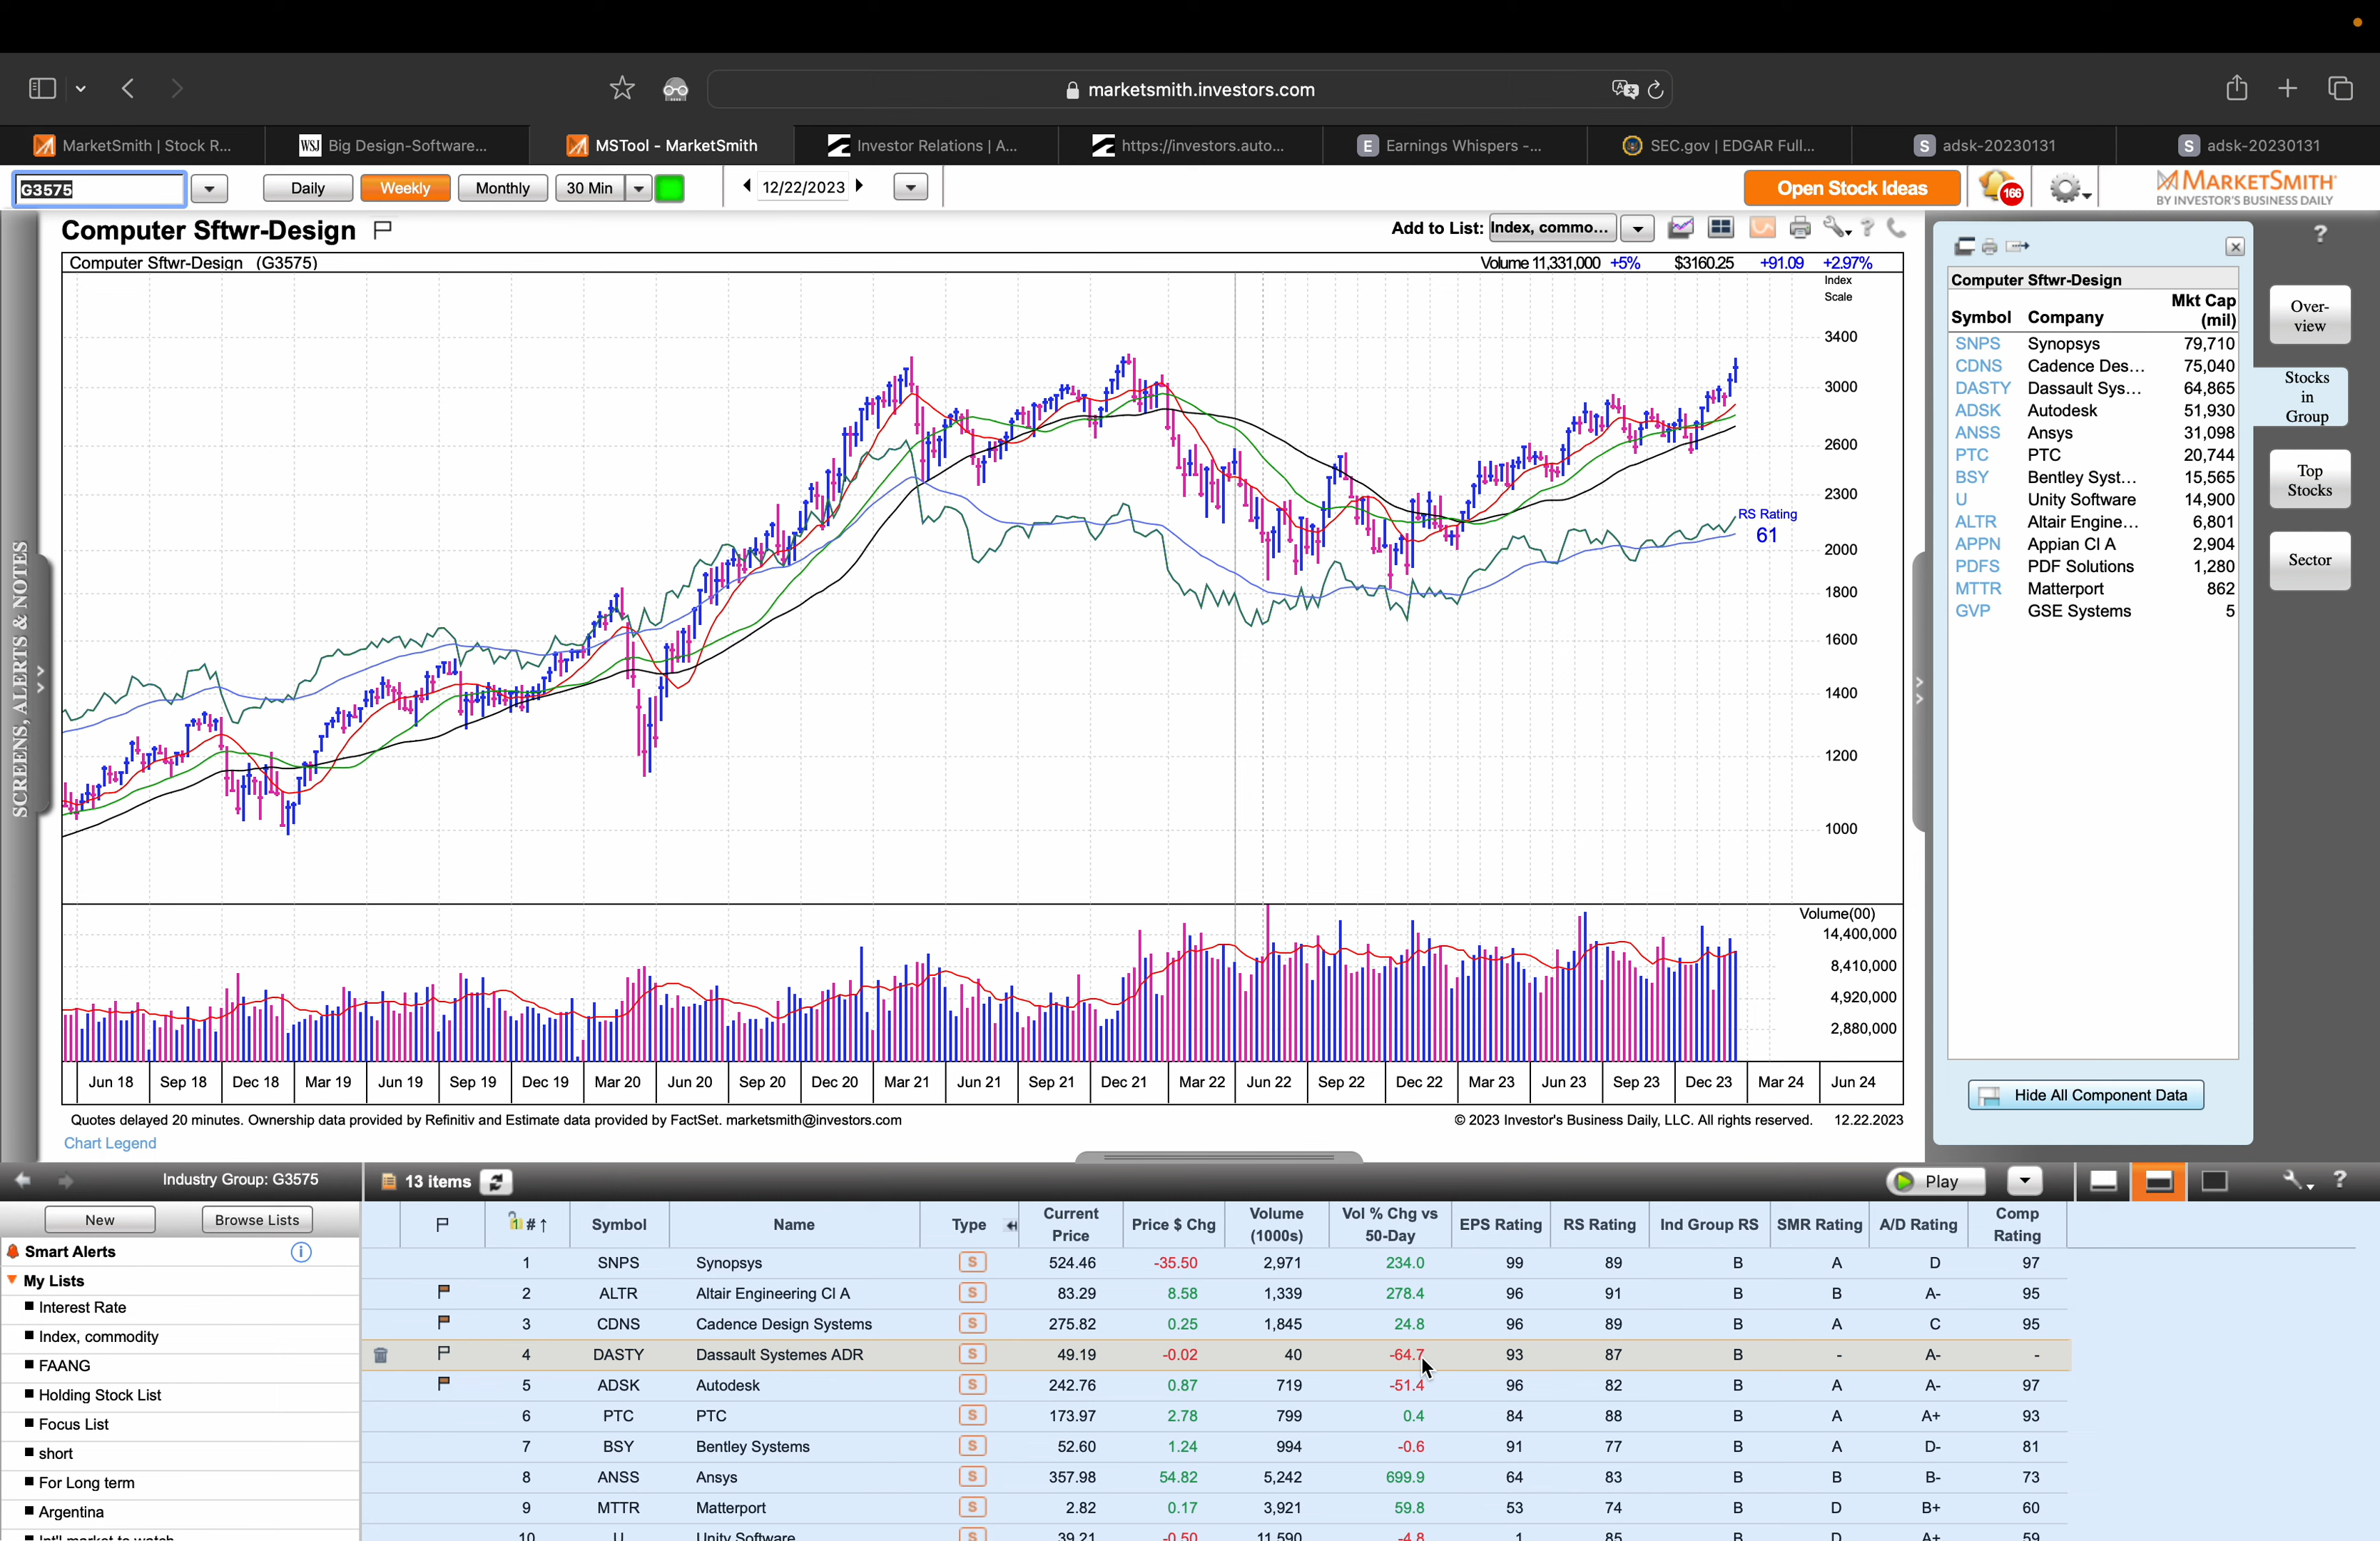 marketsmith.investors.com
MarketSmith | Stock R...
WSJ Big Design-Software...
MSTool - MarketSmith
Investor Relations | A...
https://investors.auto...
E Earnings Whispers -...
SEC.gov | EDGAR Full...
S adsk-20230131
S adsk-20230131
G3575 Daily Weekly Monthly 30 Min 12/22/2023 Open Stock Ideas 166 MARKETSMITH
BY INVESTOR'S BUSINESS DAILY
Computer Sftwr-Design Add to List: Index, commo... ?
Computer Sftwr-Design (G3575) Volume 11,331,000 +5% $3160.25 +91.09 +2.97%
Index
Scale
3400
3000
2600
2300
RS Rating
61
2000
1800
1600
1400
1200
1000
Volume(00)
14,400,000
8,410,000
4,920,000
2,880,000
Jun 18 Sep 18 Dec 18 Mar 19 Jun 19 Sep 19 Dec 19 Mar 20 Jun 20 Sep 20 Dec 20 Mar 21 Jun 21 Sep 21 Dec 21 Mar 22 Jun 22 Sep 22 Dec 22 Mar 23 Jun 23 Sep 23 Dec 23 Mar 24 Jun 24
Quotes delayed 20 minutes. Ownership data provided by Refinitiv and Estimate data provided by FactSet. marketsmith@investors.com © 2023 Investor's Business Daily, LLC. All rights reserved. 12.22.2023
Chart Legend
SCREENS, ALERTS & NOTES
?
Computer Sftwr-Design
Symbol Company Mkt Cap (mil)
SNPS Synopsys 79,710
CDNS Cadence Des... 75,040
DASTY Dassault Sys... 64,865
ADSK Autodesk 51,930
ANSS Ansys 31,098
PTC PTC 20,744
BSY Bentley Syst... 15,565
U Unity Software 14,900
ALTR Altair Engine... 6,801
APPN Appian Cl A 2,904
PDFS PDF Solutions 1,280
MTTR Matterport 862
GVP GSE Systems 5
Hide All Component Data
Over-
view
Stocks
in
Group
Top
Stocks
Sector
Industry Group: G3575 13 items Play ?
New Browse Lists
Smart Alerts
My Lists
Interest Rate
Index, commodity
FAANG
Holding Stock List
Focus List
short
For Long term
Argentina
Int'l market to watch
# Symbol Name Type Current Price Price $ Chg Volume (1000s) Vol % Chg vs 50-Day EPS Rating RS Rating Ind Group RS SMR Rating A/D Rating Comp Rating
1 SNPS Synopsys S 524.46 -35.50 2,971 234.0 99 89 B A D 97
2 ALTR Altair Engineering Cl A S 83.29 8.58 1,339 278.4 96 91 B B A- 95
3 CDNS Cadence Design Systems S 275.82 0.25 1,845 24.8 96 89 B A C 95
4 DASTY Dassault Systemes ADR S 49.19 -0.02 40 -64.7 93 87 B - A- -
5 ADSK Autodesk S 242.76 0.87 719 -51.4 96 82 B A A- 97
6 PTC PTC S 173.97 2.78 799 0.4 84 88 B A A+ 93
7 BSY Bentley Systems S 52.60 1.24 994 -0.6 91 77 B A D- 81
8 ANSS Ansys S 357.98 54.82 5,242 699.9 64 83 B B B- 73
9 MTTR Matterport S 2.82 0.17 3,921 59.8 53 74 B D B+ 60
10 U Unity Software S 39.21 -0.50 11,590 -4.8 1 85 B D A+ 59